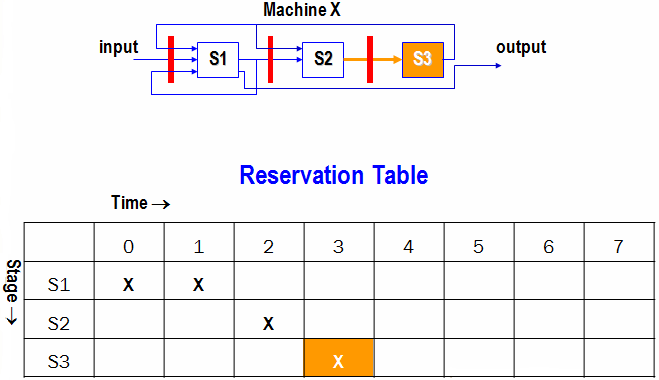 Machine X
input S1 S2 S3 output
Reservation Table
Time →
0 1 2 3 4 5 6 7
Stage →
S1 X X
S2 X
S3 X